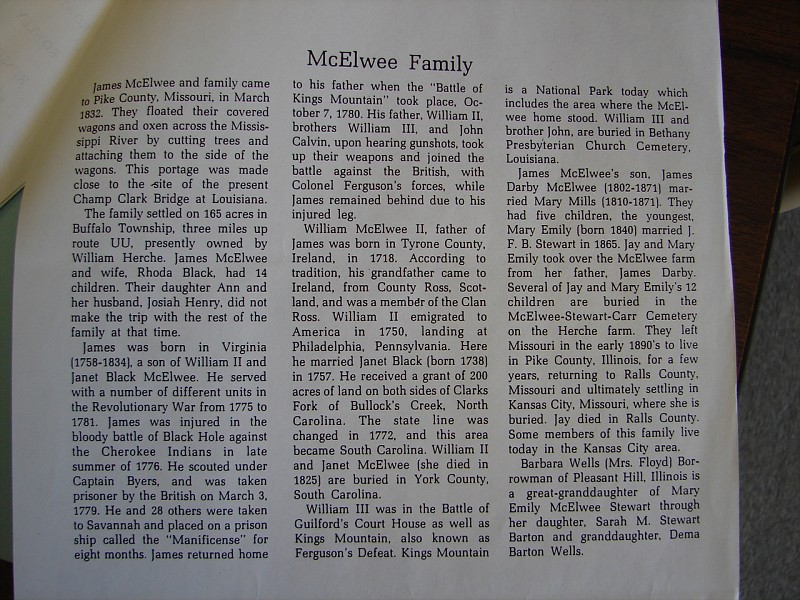 McElwee Family
James McElwee and family came
to Pike County, Missouri, in March
1832. They floated their covered
wagons and oxen across the Missis-
sippi River by cutting trees and
attaching them to the side of the
wagons. This portage was made
close to the site of the present
Champ Clark Bridge at Louisiana.
The family settled on 165 acres in
Buffalo Township, three miles up
route UU, presently owned by
William Herche. James McElwee
and wife, Rhoda Black, had 14
children. Their daughter Ann and
her husband, Josiah Henry, did not
make the trip with the rest of the
family at that time.
James was born in Virginia
(1758-1834), a son of William II and
Janet Black McElwee. He served
with a number of different units in
the Revolutionary War from 1775 to
1781. James was injured in the
bloody battle of Black Hole against
the Cherokee Indians in late
summer of 1776. He scouted under
Captain Byers, and was taken
prisoner by the British on March 3,
1779. He and 28 others were taken
to Savannah and placed on a prison
ship called the "Manificense" for
eight months. James returned home
to his father when the "Battle of
Kings Mountain" took place, Oc-
tober 7, 1780. His father, William II,
brothers William III, and John
Calvin, upon hearing gunshots, took
up their weapons and joined the
battle against the British, with
Colonel Ferguson's forces, while
James remained behind due to his
injured leg.
William McElwee II, father of
James was born in Tyrone County,
Ireland, in 1718. According to
tradition, his grandfather came to
Ireland, from County Ross, Scot-
land, and was a member of the Clan
Ross. William II emigrated to
America in 1750, landing at
Philadelphia, Pennsylvania. Here
he married Janet Black (born 1738)
in 1757. He received a grant of 200
acres of land on both sides of Clarks
Fork of Bullock's Creek, North
Carolina. The state line was
changed in 1772, and this area
became South Carolina. William II
and Janet McElwee (she died in
1825) are buried in York County,
South Carolina.
William III was in the Battle of
Guilford's Court House as well as
Kings Mountain, also known as
Ferguson's Defeat. Kings Mountain
is a National Park today which
includes the area where the McEl-
wee home stood. William III and
brother John, are buried in Bethany
Presbyterian Church Cemetery,
Louisiana.
James McElwee's son, James
Darby McElwee (1802-1871) mar-
ried Mary Mills (1810-1871). They
had five children, the youngest,
Mary Emily (born 1840) married J.
F. B. Stewart in 1865. Jay and Mary
Emily took over the McElwee farm
from her father, James Darby.
Several of Jay and Mary Emily's 12
children are buried in the
McElwee-Stewart-Carr Cemetery
on the Herche farm. They left
Missouri in the early 1890's to live
in Pike County, Illinois, for a few
years, returning to Ralls County,
Missouri and ultimately settling in
Kansas City, Missouri, where she is
buried. Jay died in Ralls County.
Some members of this family live
today in the Kansas City area.
Barbara Wells (Mrs. Floyd) Bor-
rowman of Pleasant Hill, Illinois is
a great-granddaughter of Mary
Emily McElwee Stewart through
her daughter, Sarah M. Stewart
Barton and granddaughter, Dema
Barton Wells.